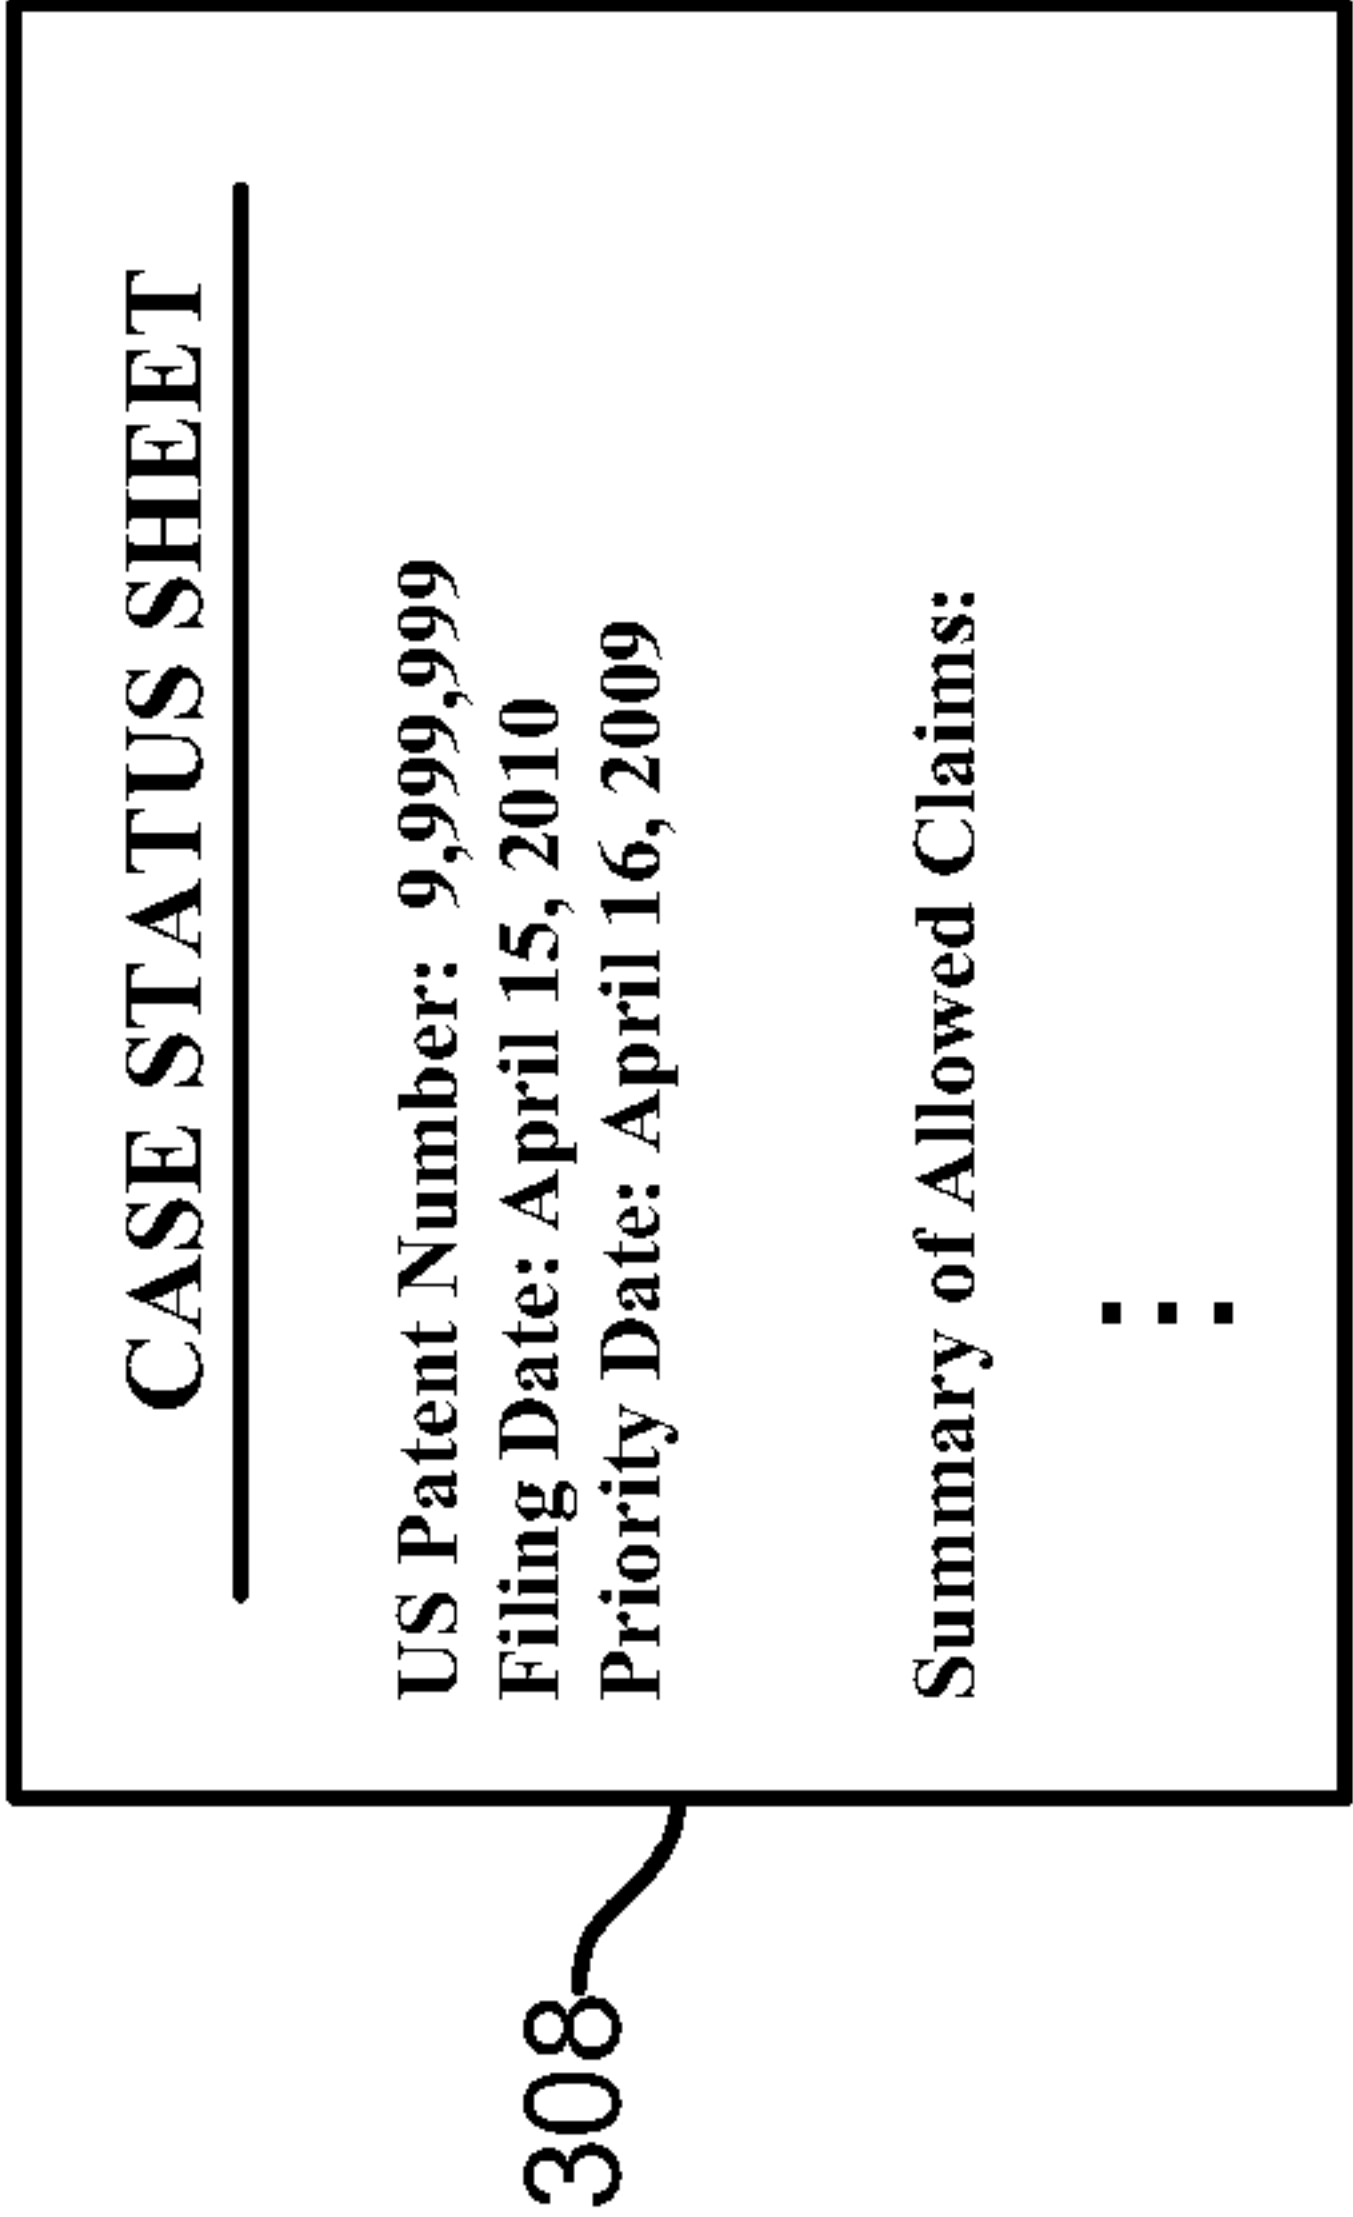 CASE STATUS SHEET
US Patent Number: 9,999,999
Filing Date: April 15, 2010
Priority Date: April 16, 2009
Summary of Allowed Claims:
308